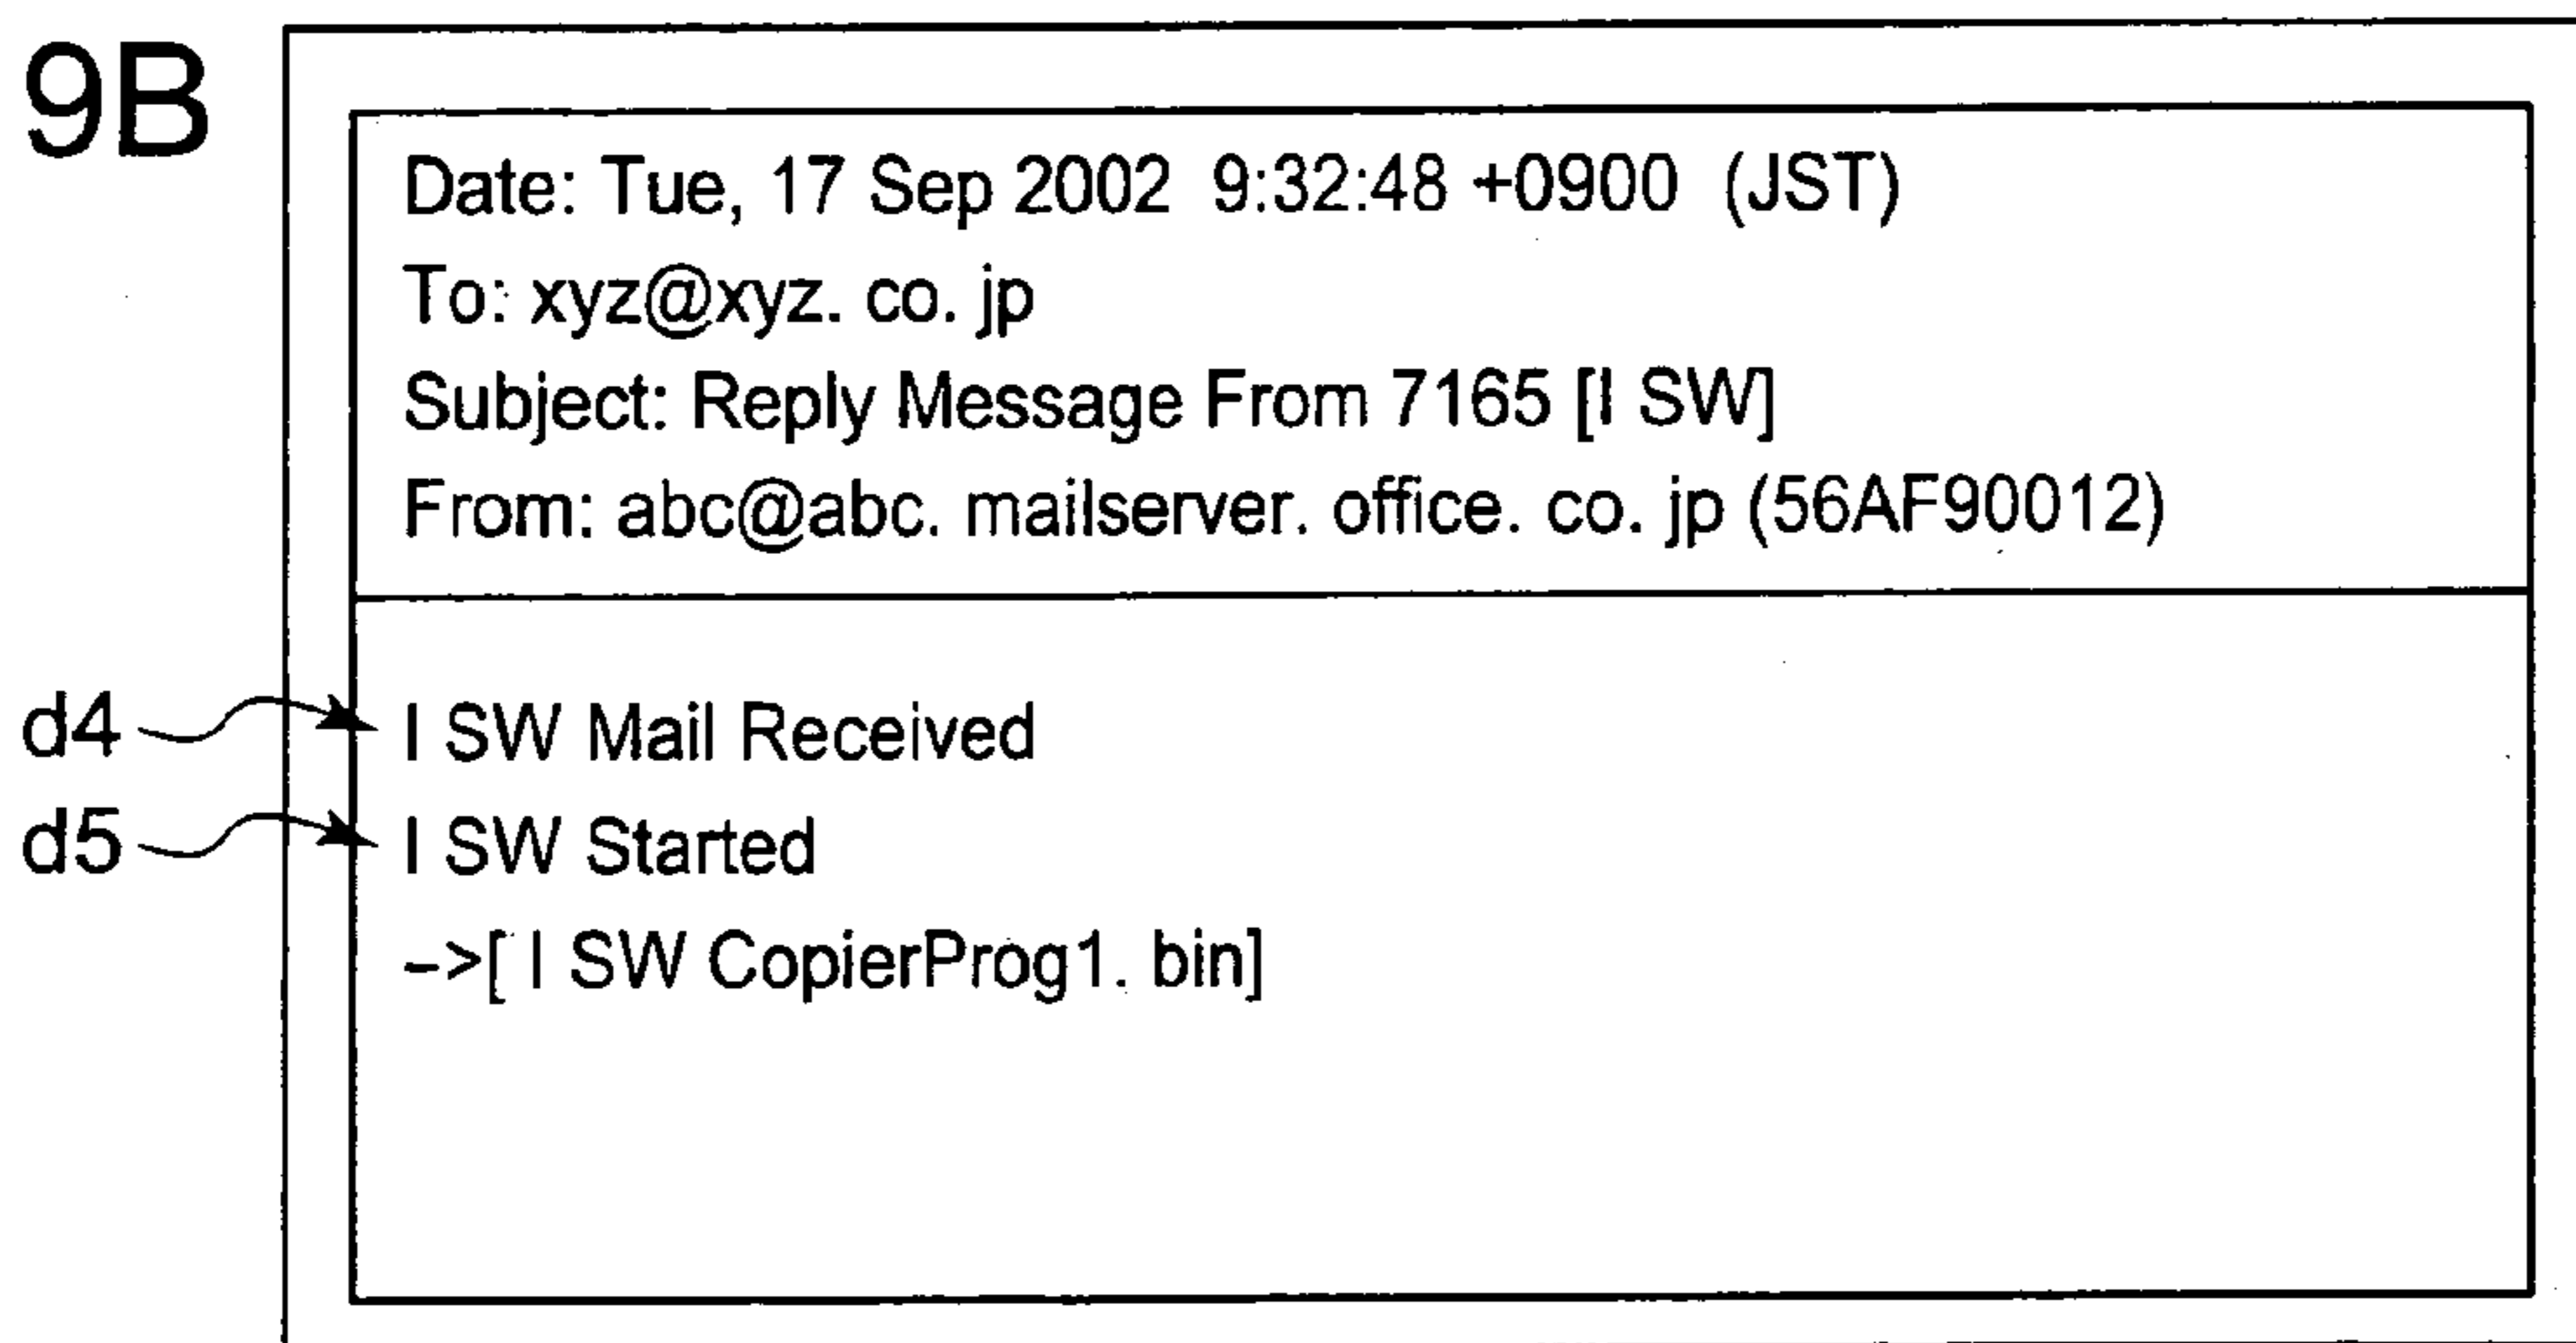 9B
Date: Tue, 17 Sep 2002 9:32:48 +0900 (JST)
To: xyz@xyz. co. jp
Subject: Reply Message From 7165 [I SW]
From: abc@abc. mailserver. office. co. jp (56AF90012)
d4 I SW Mail Received
d5 I SW Started
->[ I SW CopierProg1. bin]